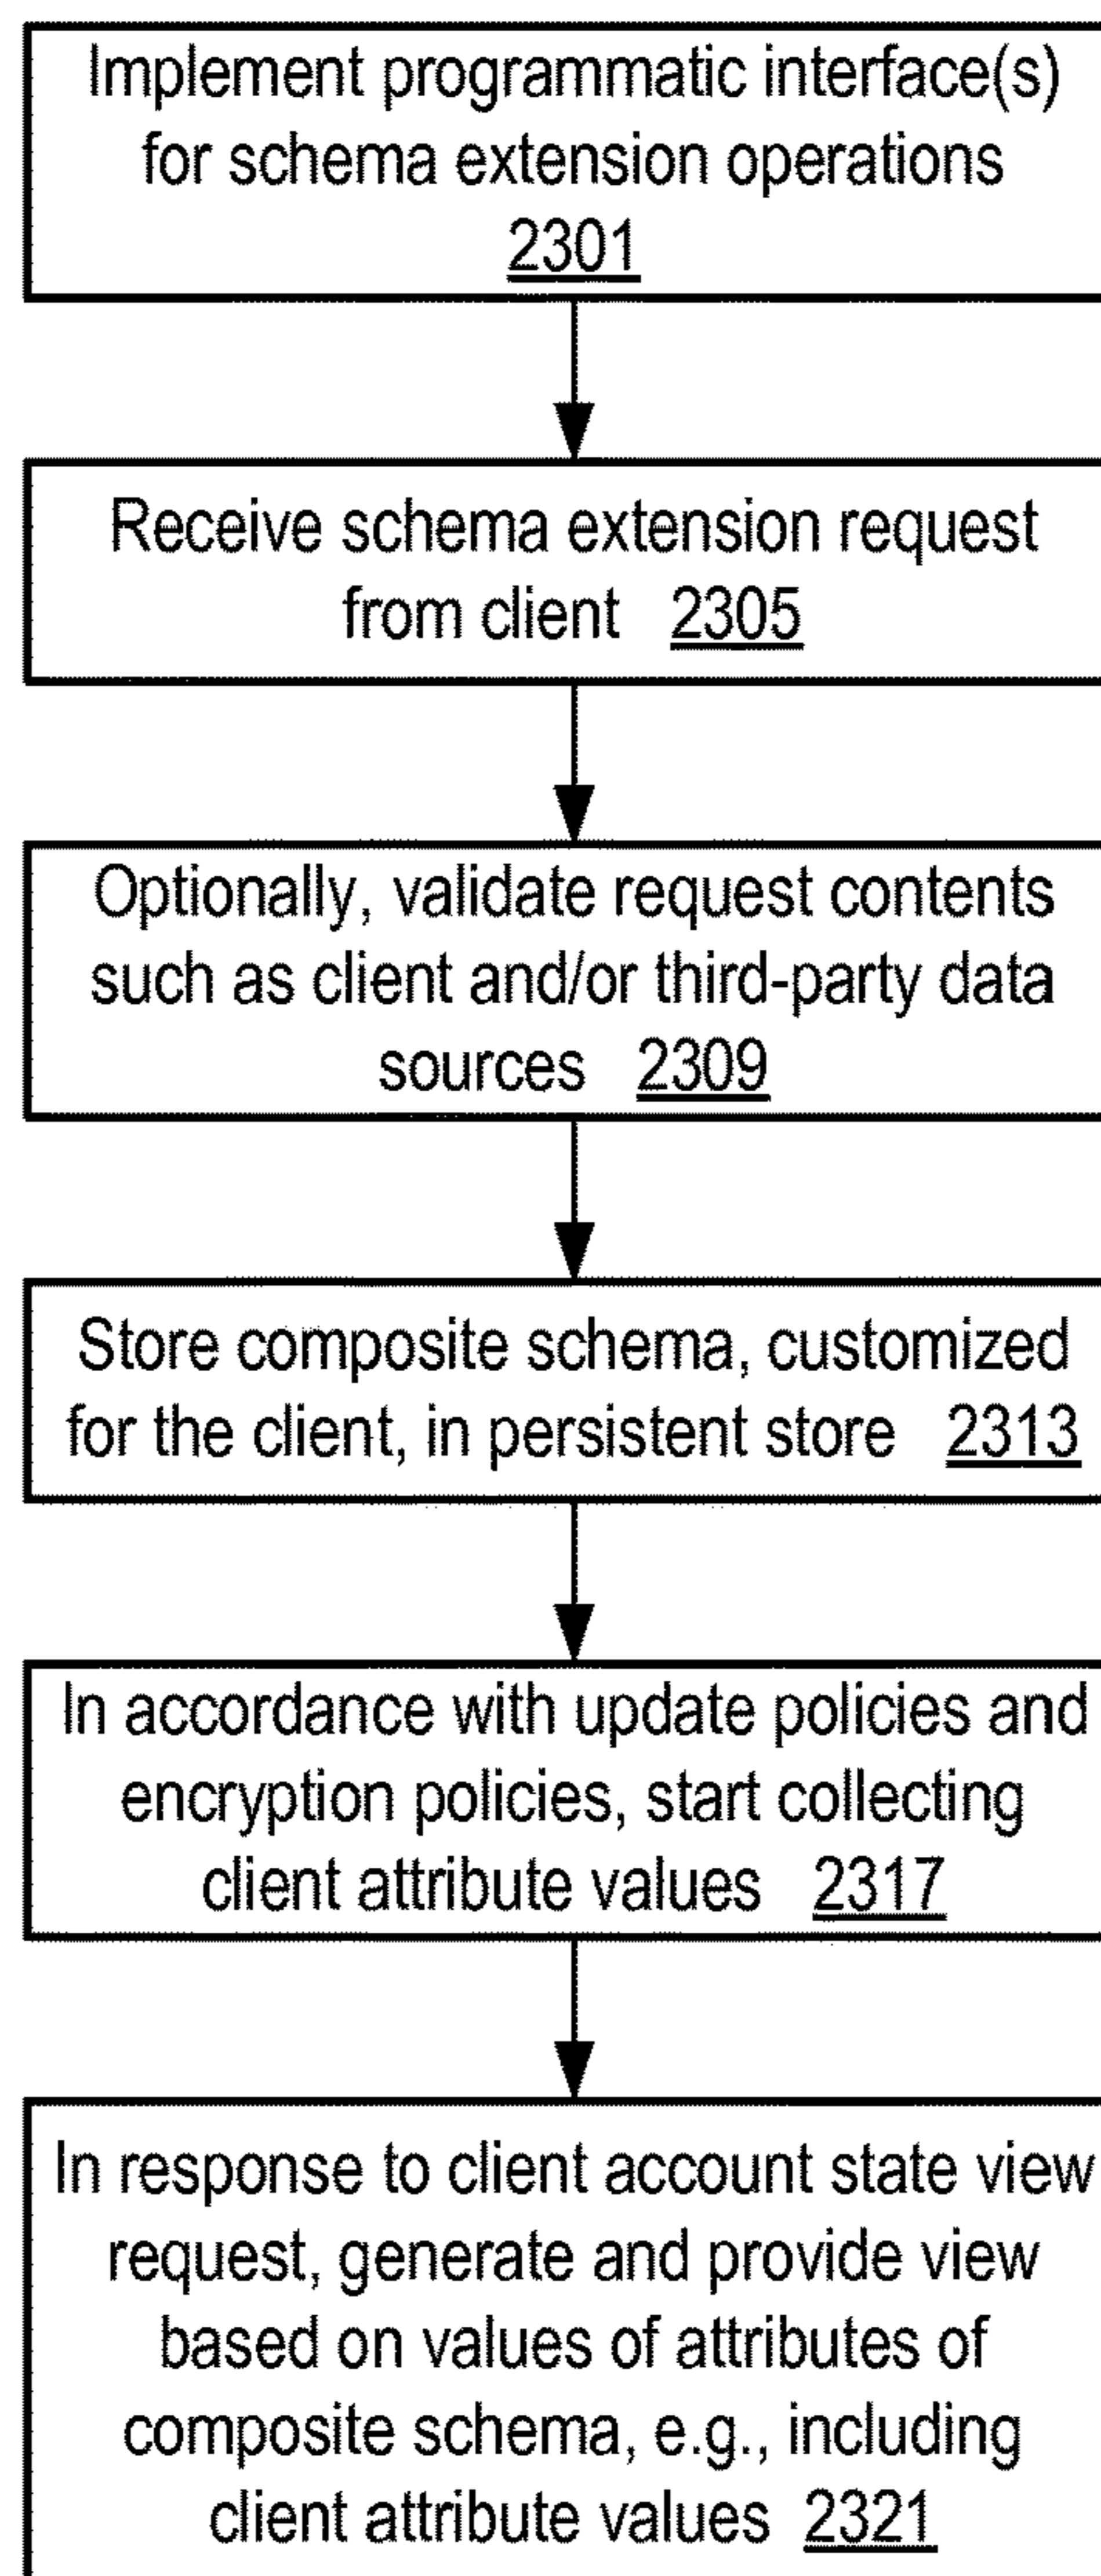 Implement programmatic interface(s)
for schema extension operations
2301
Receive schema extension request
from client 2305
Optionally, validate request contents
such as client and/or third-party data
sources 2309
Store composite schema, customized
for the client, in persistent store 2313
In accordance with update policies and
encryption policies, start collecting
client attribute values 2317
In response to client account state view
request, generate and provide view
based on values of attributes of
composite schema, e.g., including
client attribute values 2321